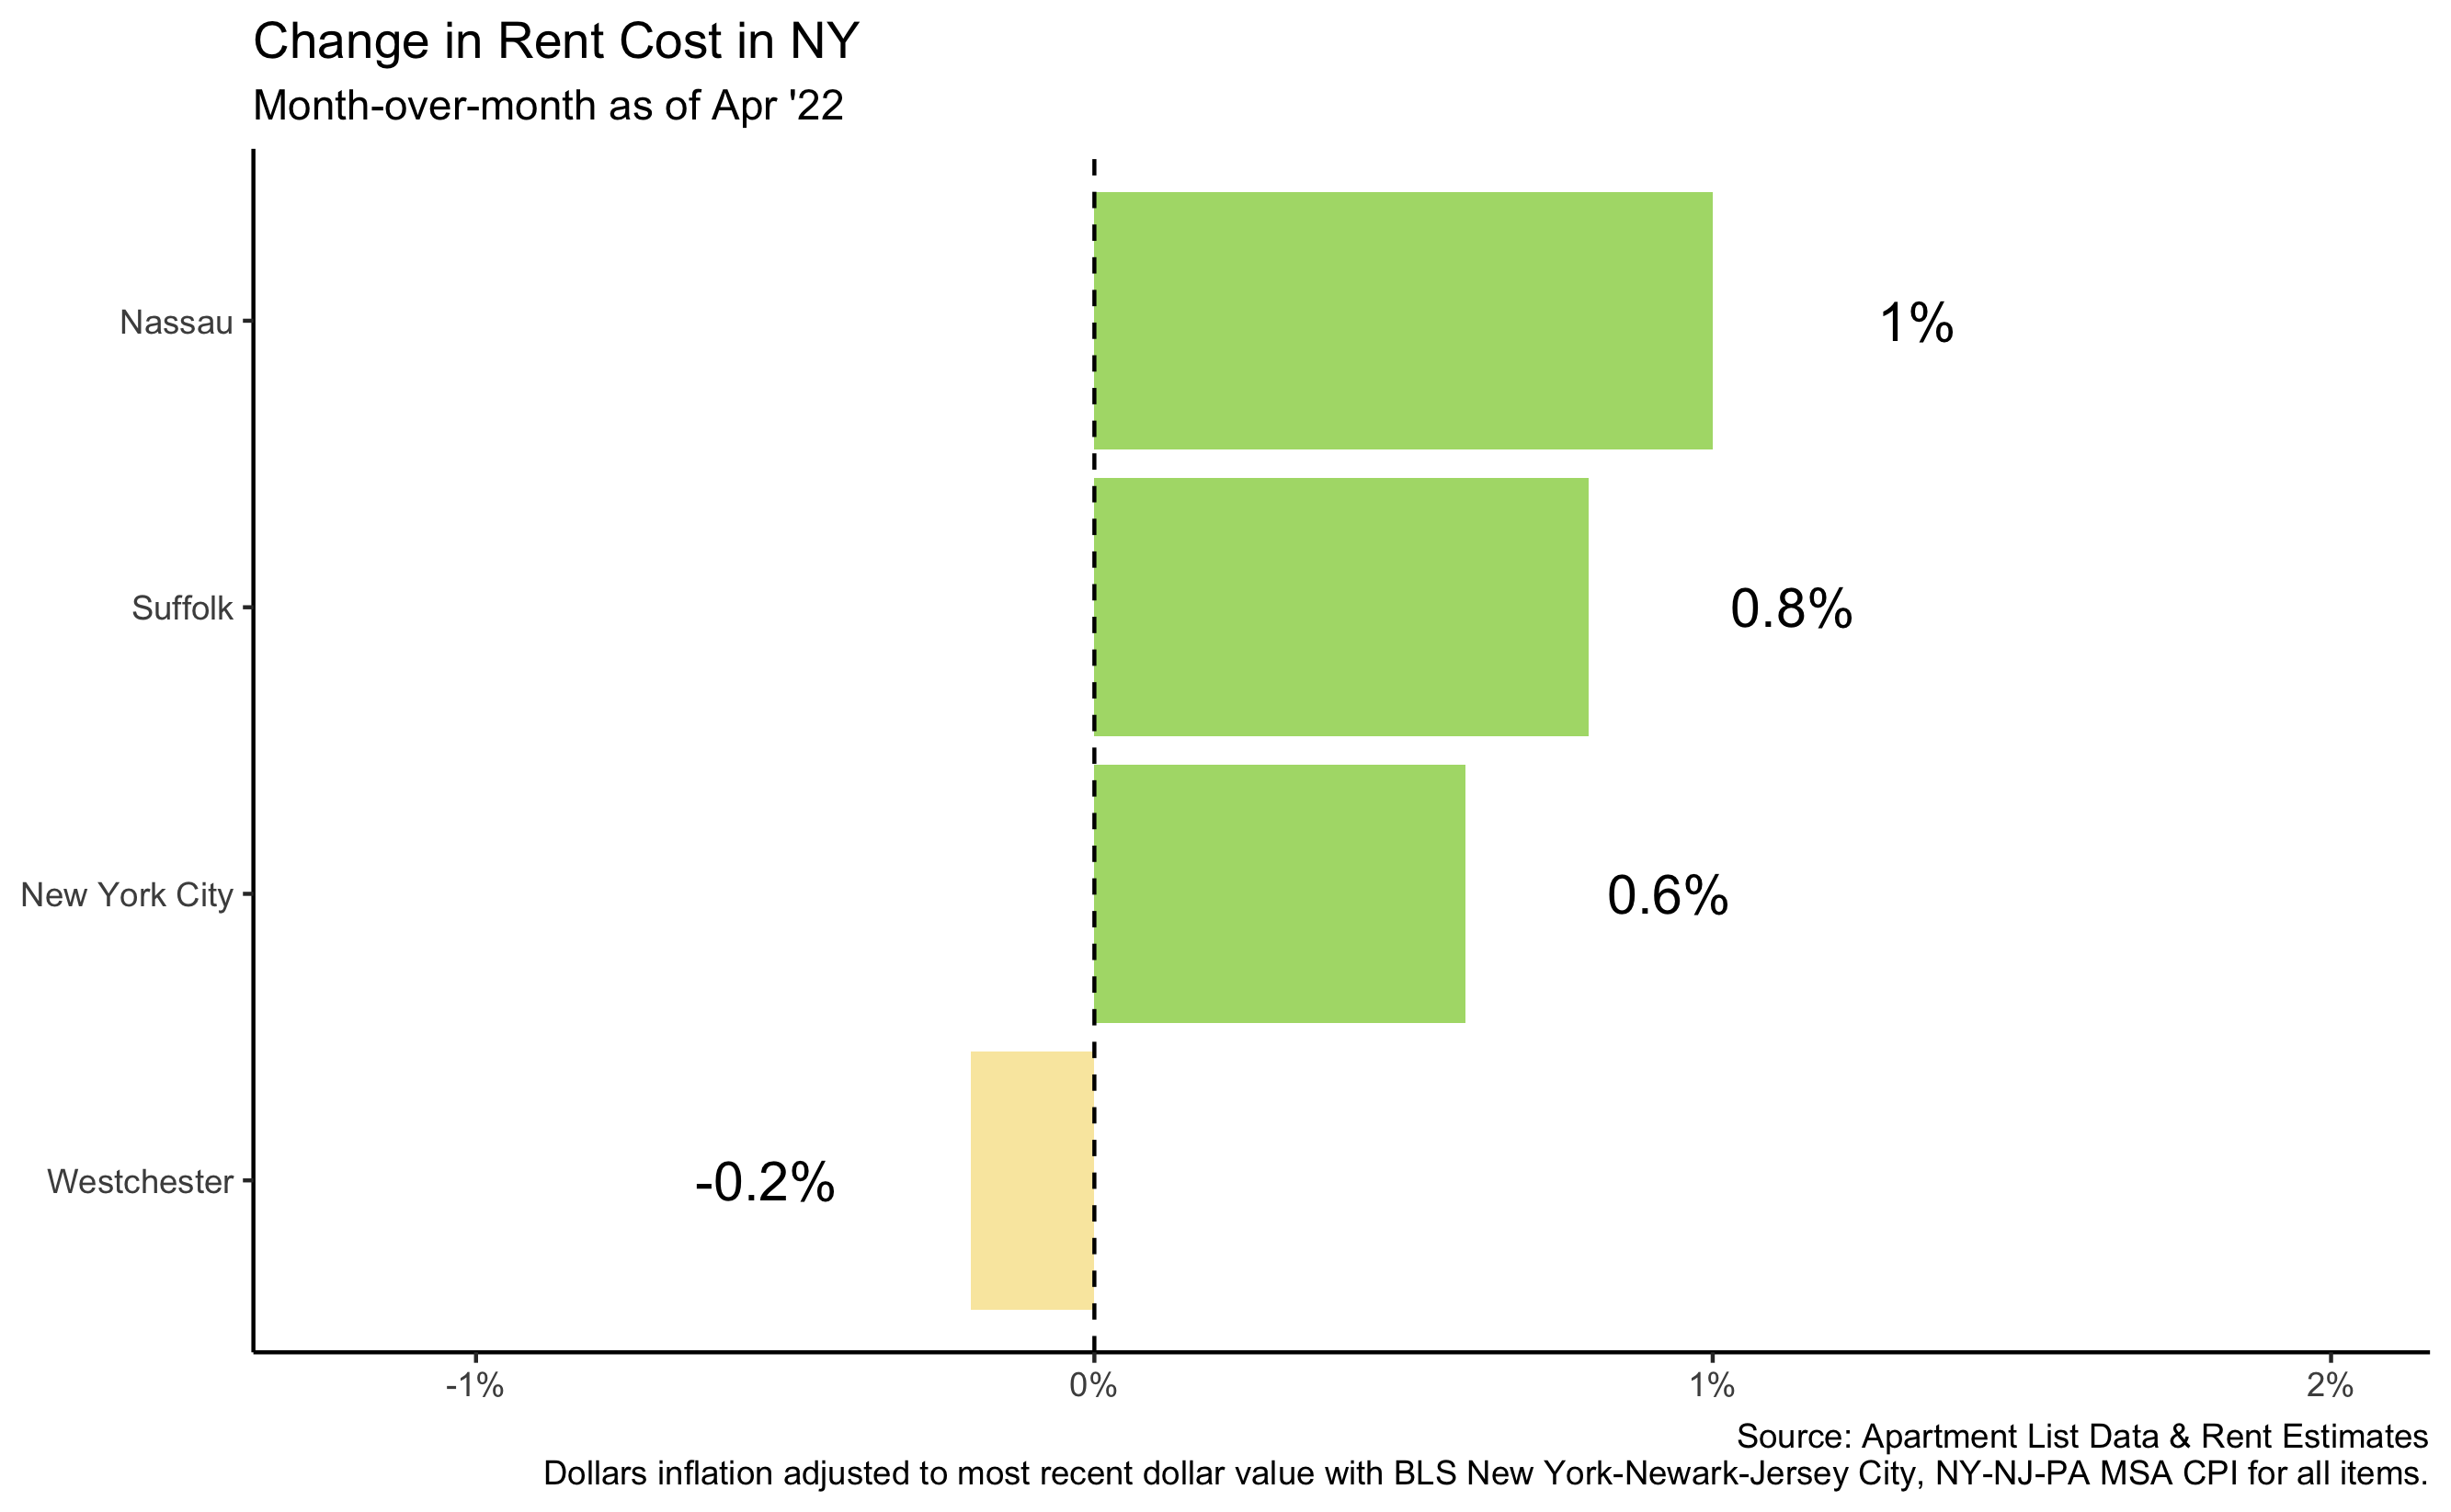 Change in Rent Cost in NY
Month-over-month as of Apr '22
Nassau
1%
Suffolk
0.8%
New York City
0.6%
Westchester
-0.2%
-1%
0%
1%
2%
Source: Apartment List Data & Rent Estimates
Dollars inflation adjusted to most recent dollar value with BLS New York-Newark-Jersey City, NY-NJ-PA MSA CPI for all items.